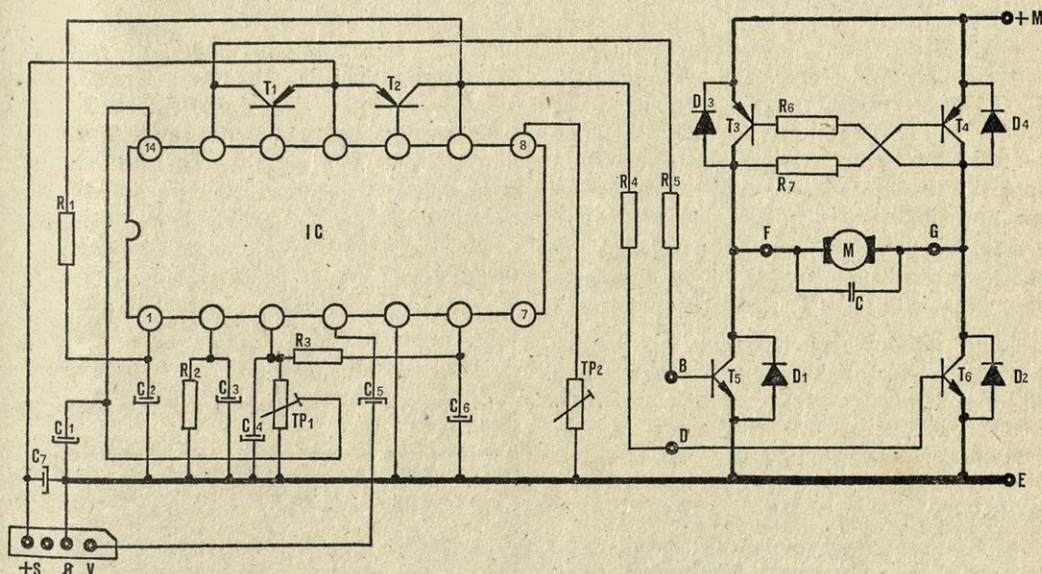 +M
T1
T2
D3
T3
R6
T4
D4
14
8
R7
R1
R4
R5
IC
F
M
G
C
1
7
R3
R2
C3
C2
C4
TP1
C5
C6
TP2
B
T5
D1
T6
D2
C1
D
C7
E
+S
V